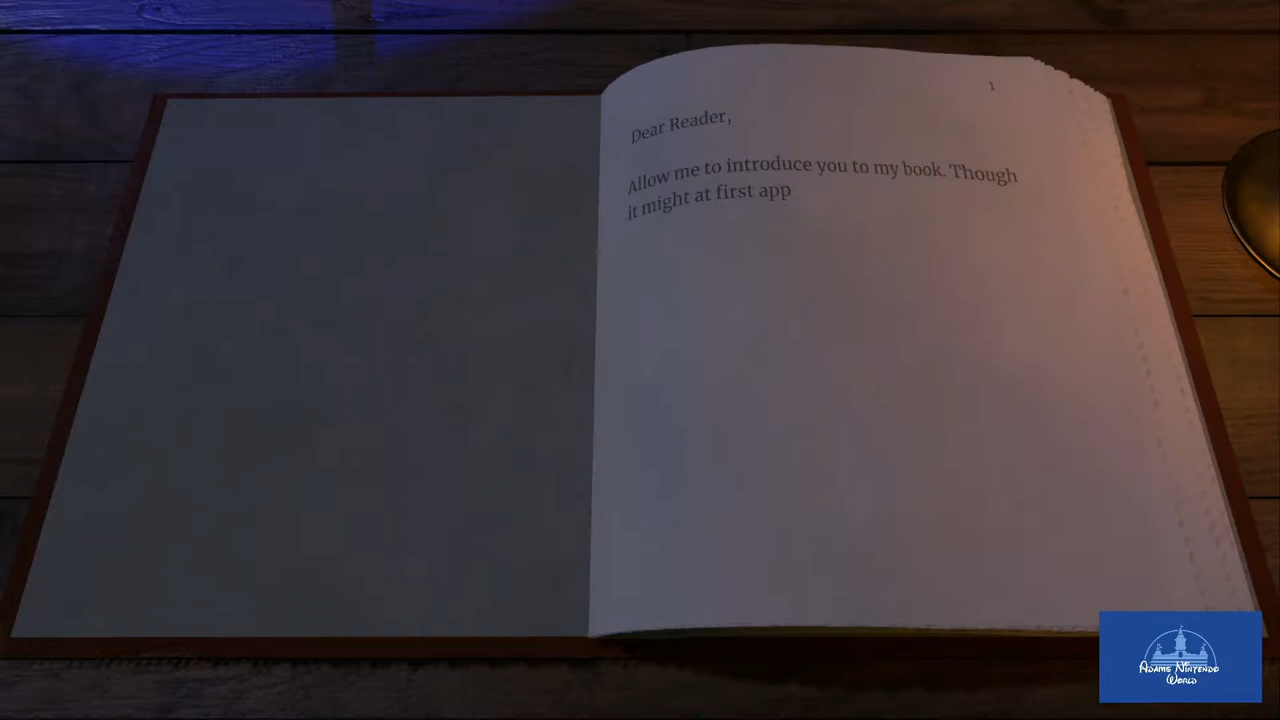 1
Dear Reader,
Allow me to introduce you to my book. Though
it might at first app
Adams Nintendo
World